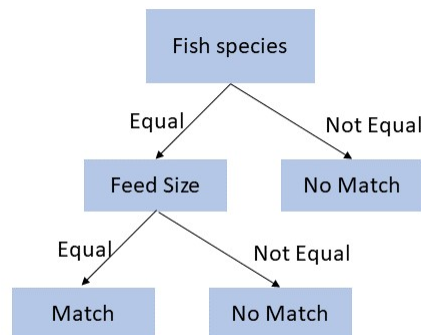 Fish species
Equal
Not Equal
Feed Size
No Match
Equal
Not Equal
Match
No Match